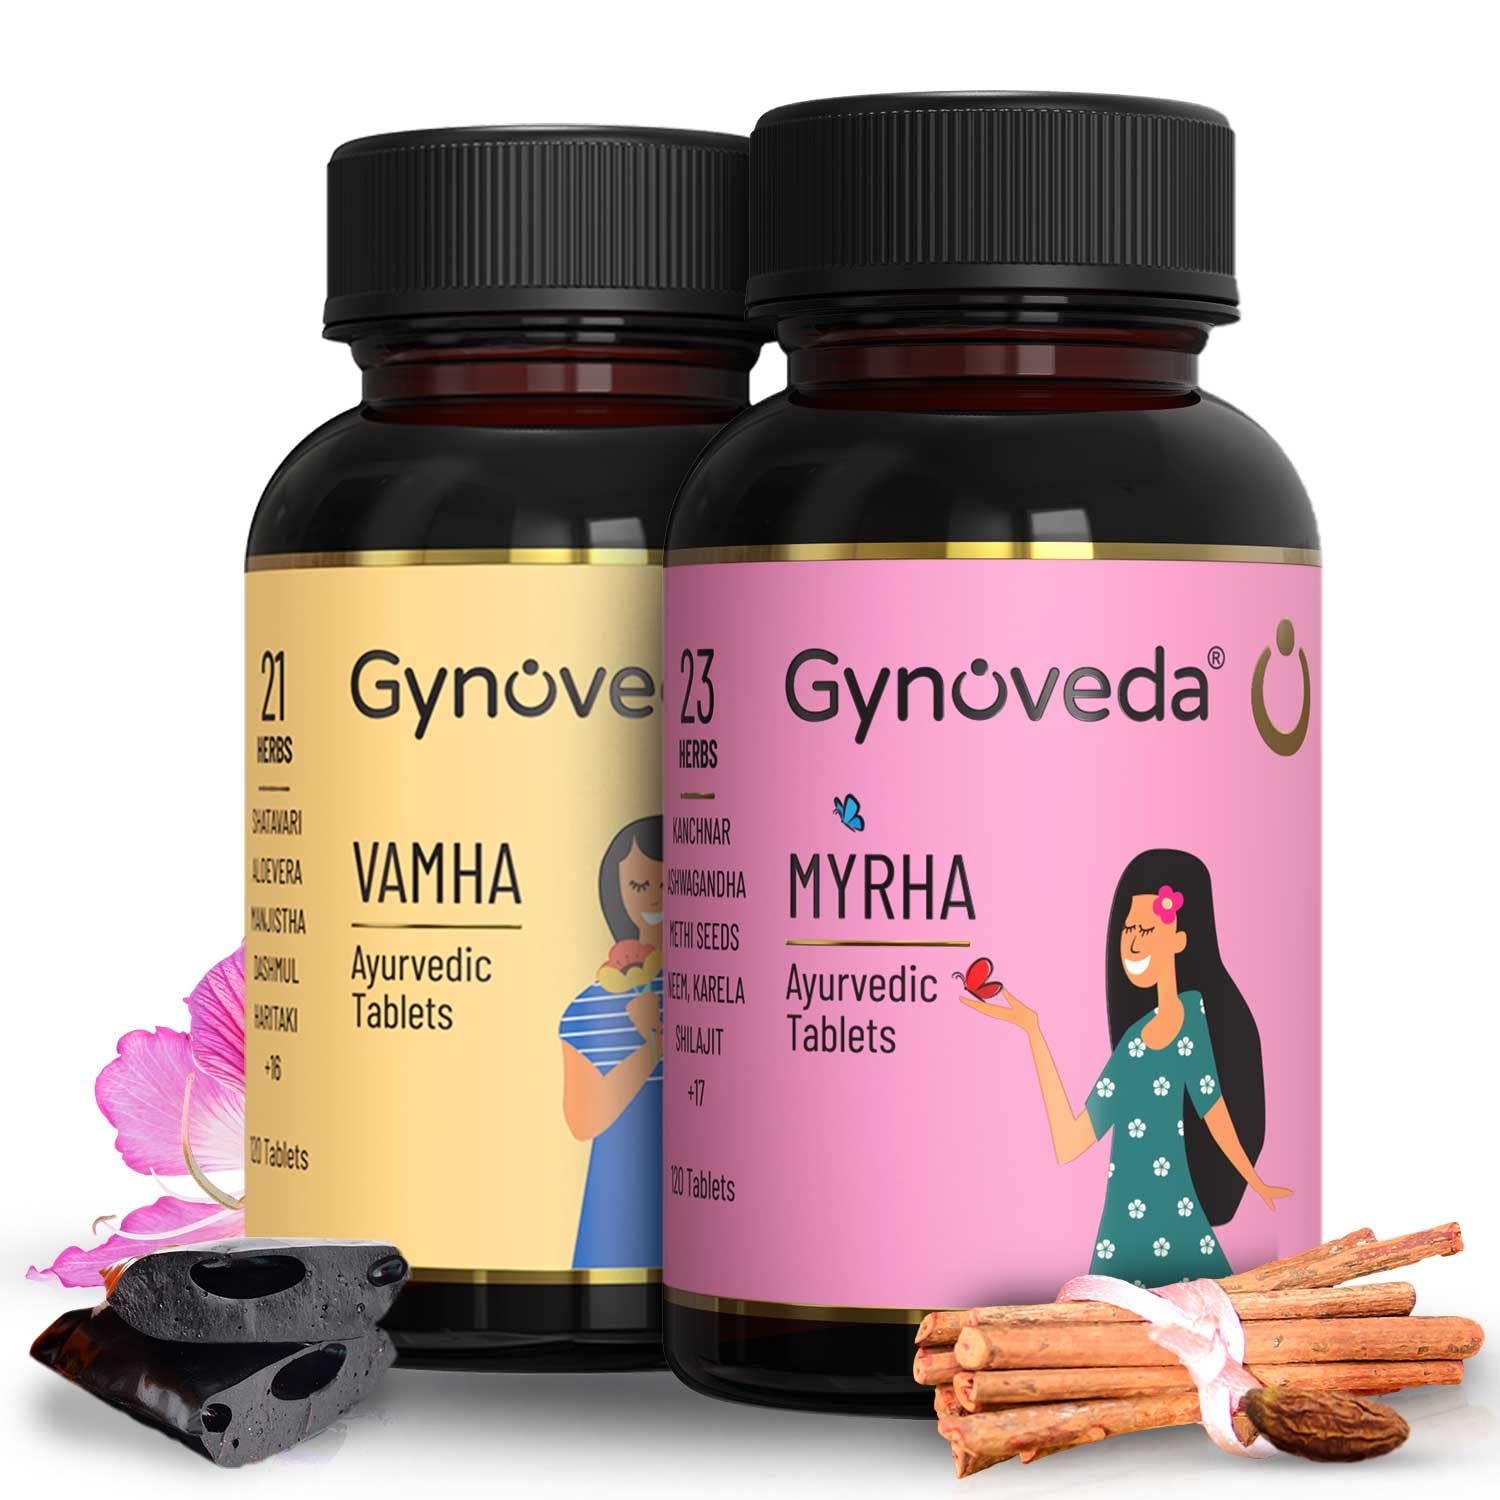 21
HERBS
SHATAVARI
ALOEVERA
MANJISTHA
DASHMUL
HARITAKI
+16
120 Tablets
Gynove
VAMHA
Ayurvedic
Tablets
23
HERBS
KANCHNAR
ASHWAGANDHA
METHI SEEDS
NEEM, KARELA
SHILAJIT
+17
120 Tablets
Gynoveda®
MYRHA
Ayurvedic
Tablets